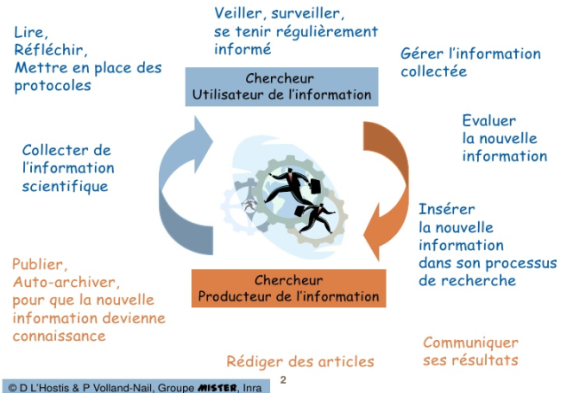 Lire,
Réfléchir,
Mettre en place des
protocoles
Veiller, surveiller,
se tenir régulièrement
informé
Gérer l'information
collectée
Chercheur
Utilisateur de l'information
Evaluer
la nouvelle
information
Collecter de
l'information
scientifique
Insérer
la nouvelle
information
dans son processus
de recherche
Publier,
Auto-archiver,
pour que la nouvelle
information devienne
connaissance
Chercheur
Producteur de l'information
Communiquer
ses résultats
Rédiger des articles
2
© D L'Hostis & P Volland-Nail, Groupe MISTER, Inra